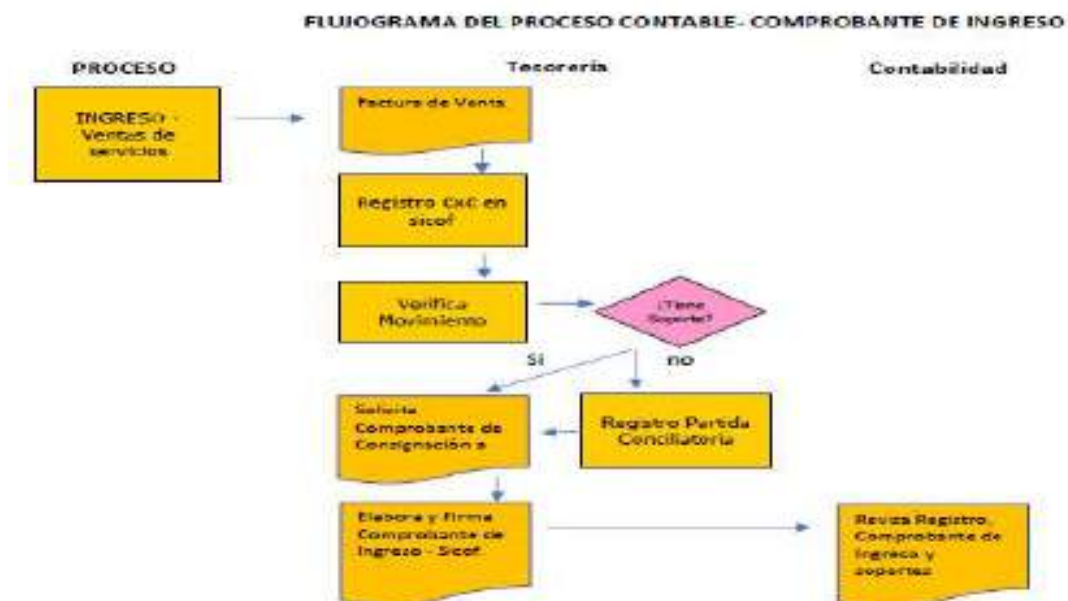 FLUJOGRAMA DEL PROCESO CONTABLE- COMPROBANTE DE INGRESO
PROCESO
Tesorería
Contabilidad
INGRESO -
Ventas de
servicios
Factura de Venta
Registro CxC en
sicof
Verifica
Movimiento
¿Tiene
Soporte?
Si
no
Solicita
Comprobante de
Consignación a
Registro Partida
Conciliatoria
Elabora y Firma
Comprobante de
Ingreso - Sicof
Revisa Registro,
Comprobante de
Ingreso y
soportes